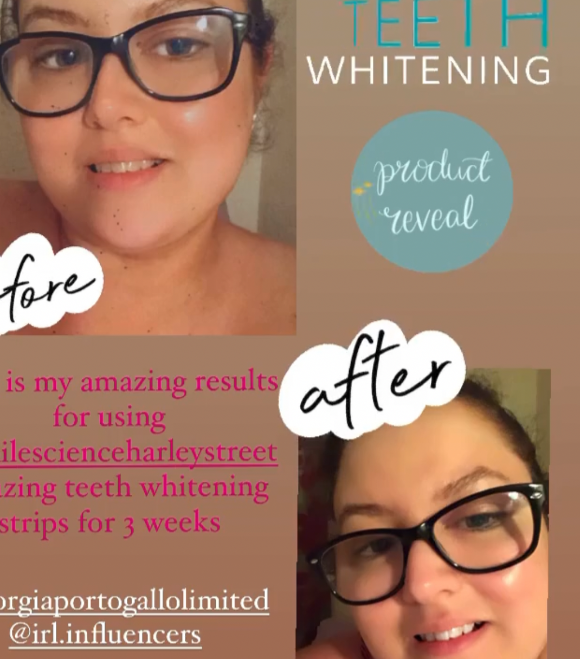 TEETH
WHITENING
product
reveal
fore
after
is my amazing results
for using
ilescienceharleystreet
azing teeth whitening
strips for 3 weeks
orgiaportogallolimited
@irl.influencers